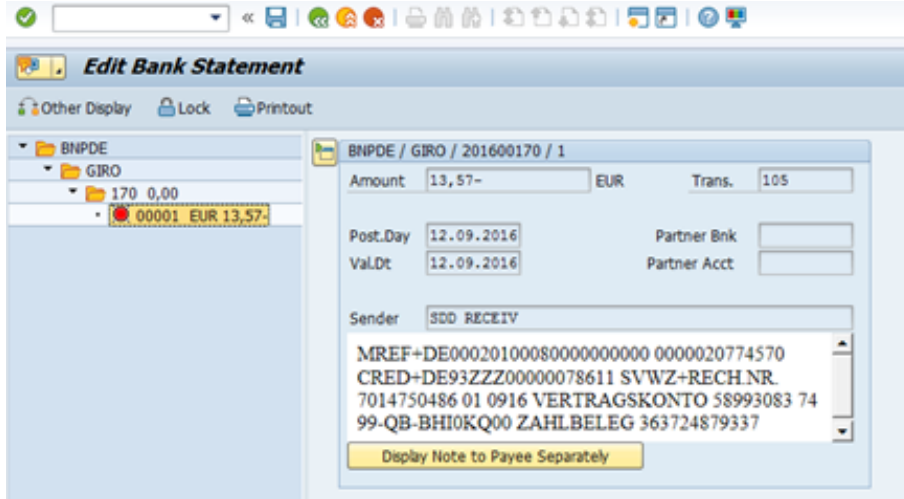 Edit Bank Statement
Other Display Lock Printout
BNPDE
GIRO
170 0,00
00001 EUR 13,57-
BNPDE / GIRO / 201600170 / 1
Amount 13,57- EUR Trans. 105
Post.Day 12.09.2016 Partner Bnk
Val.Dt 12.09.2016 Partner Acct
Sender SDD RECEIV
MREF+DE00020100080000000000 0000020774570
CRED+DE93ZZZ00000078611 SVWZ+RECH.NR.
7014750486 01 0916 VERTRAGSKONTO 58993083 74
99-QB-BHI0KQ00 ZAHLBELEG 363724879337
Display Note to Payee Separately